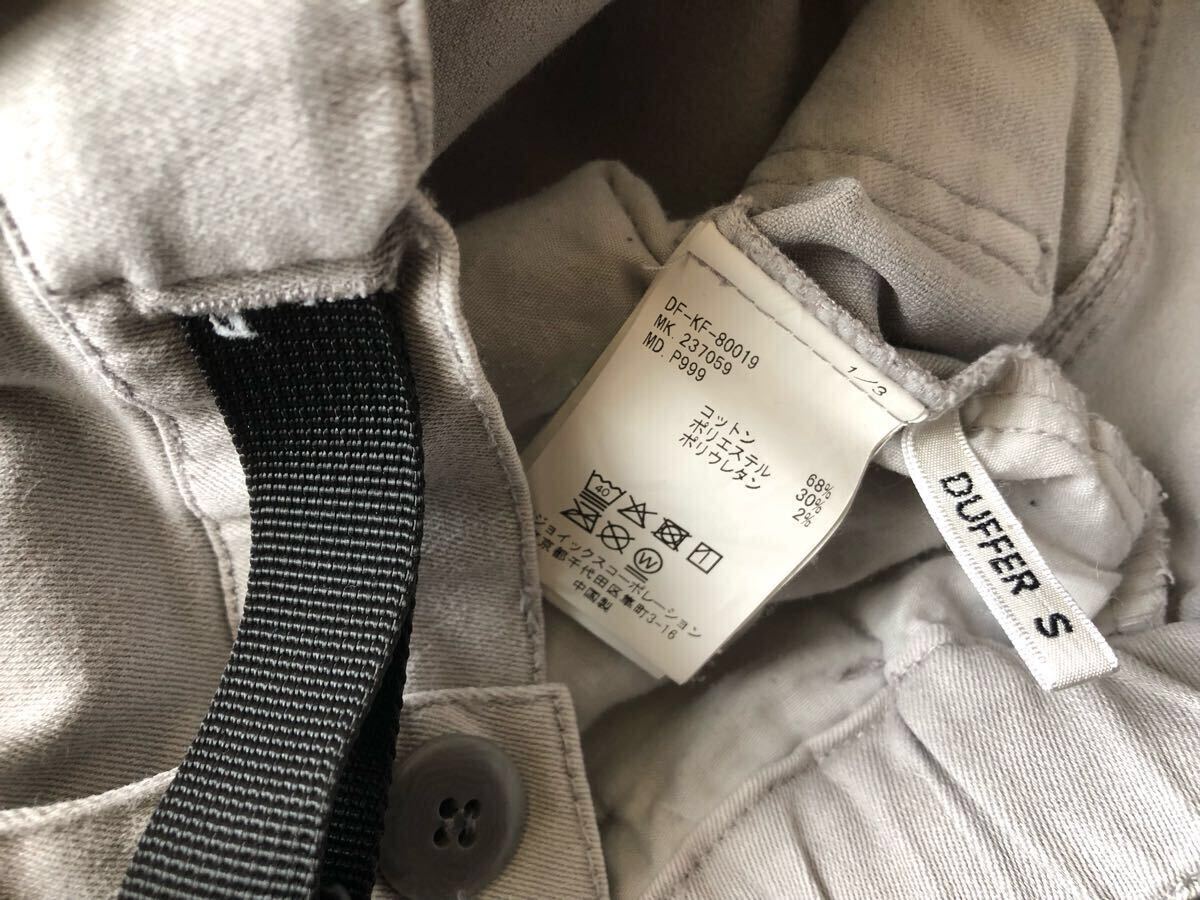 DF-KF-80019
MK. 237059
MD. P999
1/3
コットン 68%
ポリエステル 30%
ポリウレタン 2%
40
W
ジョイックスコーポレーション
京都千代田区隼町3-16
中国製
DUFFER S